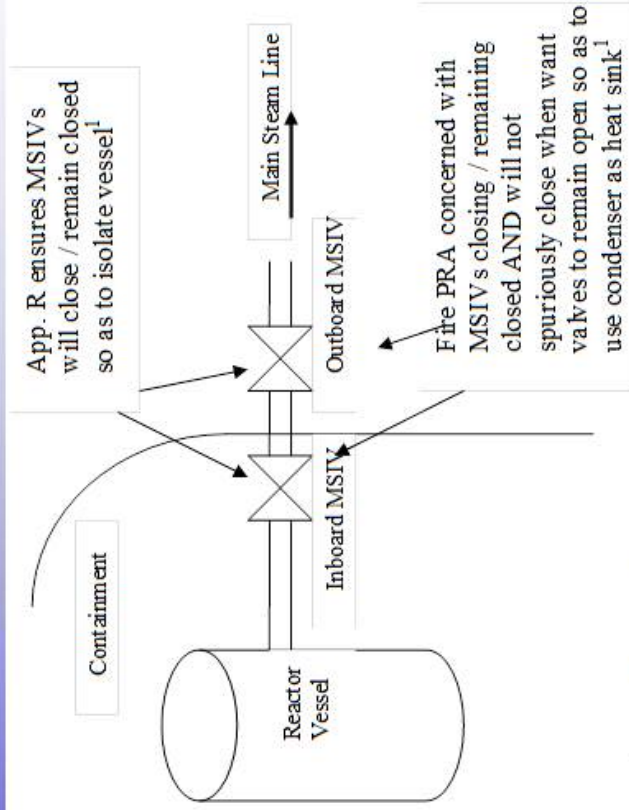 App. R ensures MSIVs
will close / remain closed
so as to isolate vessel¹
Containment
Main Steam Line
Inboard MSIV
Outboard MSIV
Reactor
Vessel
Fire PRA concerned with
MSIVs closing / remaining
closed AND will not
spuriously close when want
valves to remain open so as to
use condenser as heat sink¹